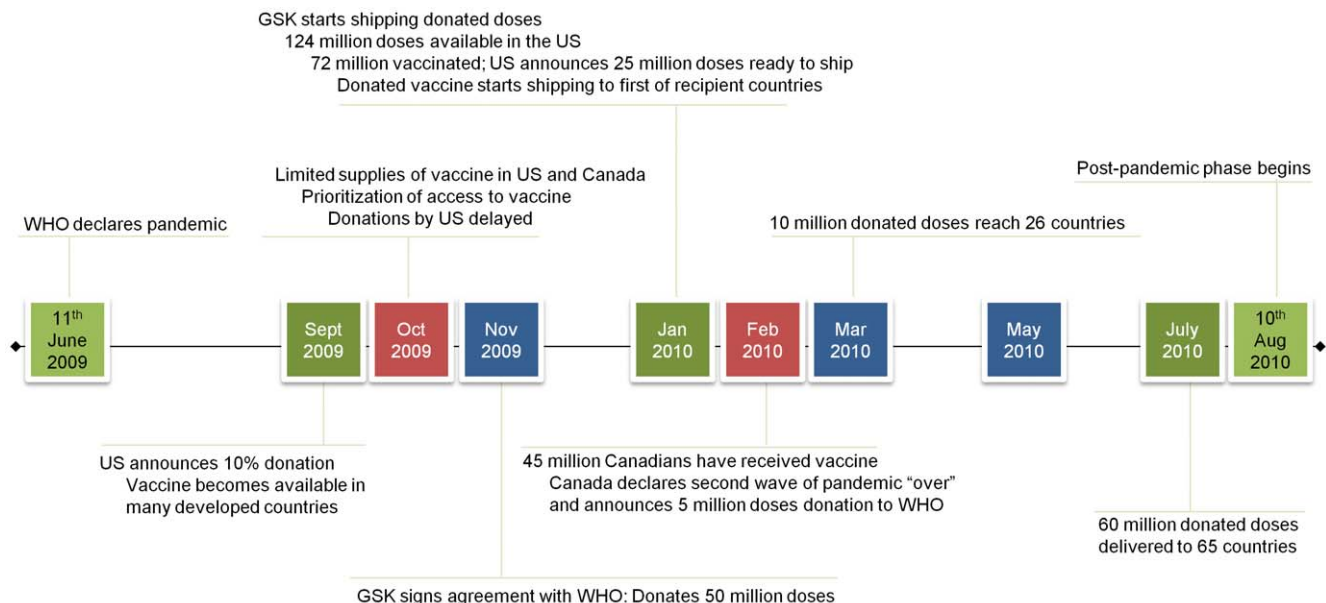 GSK starts shipping donated doses
124 million doses available in the US
72 million vaccinated; US announces 25 million doses ready to ship
Donated vaccine starts shipping to first of recipient countries
Limited supplies of vaccine in US and Canada
Prioritization of access to vaccine
Donations by US delayed
Post-pandemic phase begins
WHO declares pandemic
10 million donated doses reach 26 countries
11th
June
2009
Sept
2009
Oct
2009
Nov
2009
Jan
2010
Feb
2010
Mar
2010
May
2010
July
2010
10th
Aug
2010
US announces 10% donation
Vaccine becomes available in
many developed countries
45 million Canadians have received vaccine
Canada declares second wave of pandemic “over”
and announces 5 million doses donation to WHO
60 million donated doses
delivered to 65 countries
GSK signs agreement with WHO: Donates 50 million doses